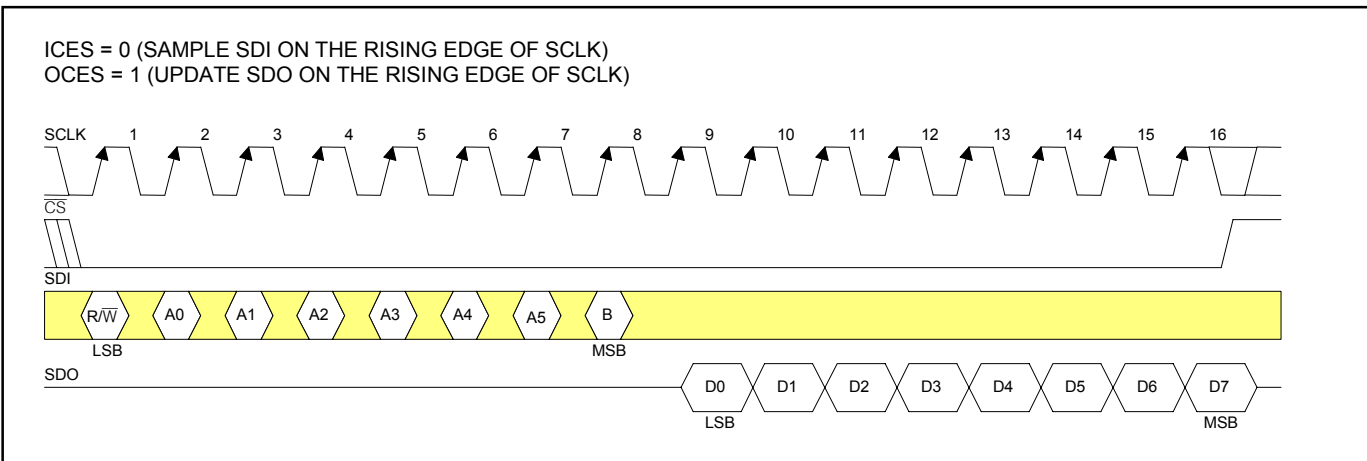 ICES = 0 (SAMPLE SDI ON THE RISING EDGE OF SCLK)
OCES = 1 (UPDATE SDO ON THE RISING EDGE OF SCLK)
SCLK 1 2 3 4 5 6 7 8 9 10 11 12 13 14 15 16
C̅S̅
SDI
R/W̅ A0 A1 A2 A3 A4 A5 B
LSB MSB
SDO
D0 D1 D2 D3 D4 D5 D6 D7
LSB MSB